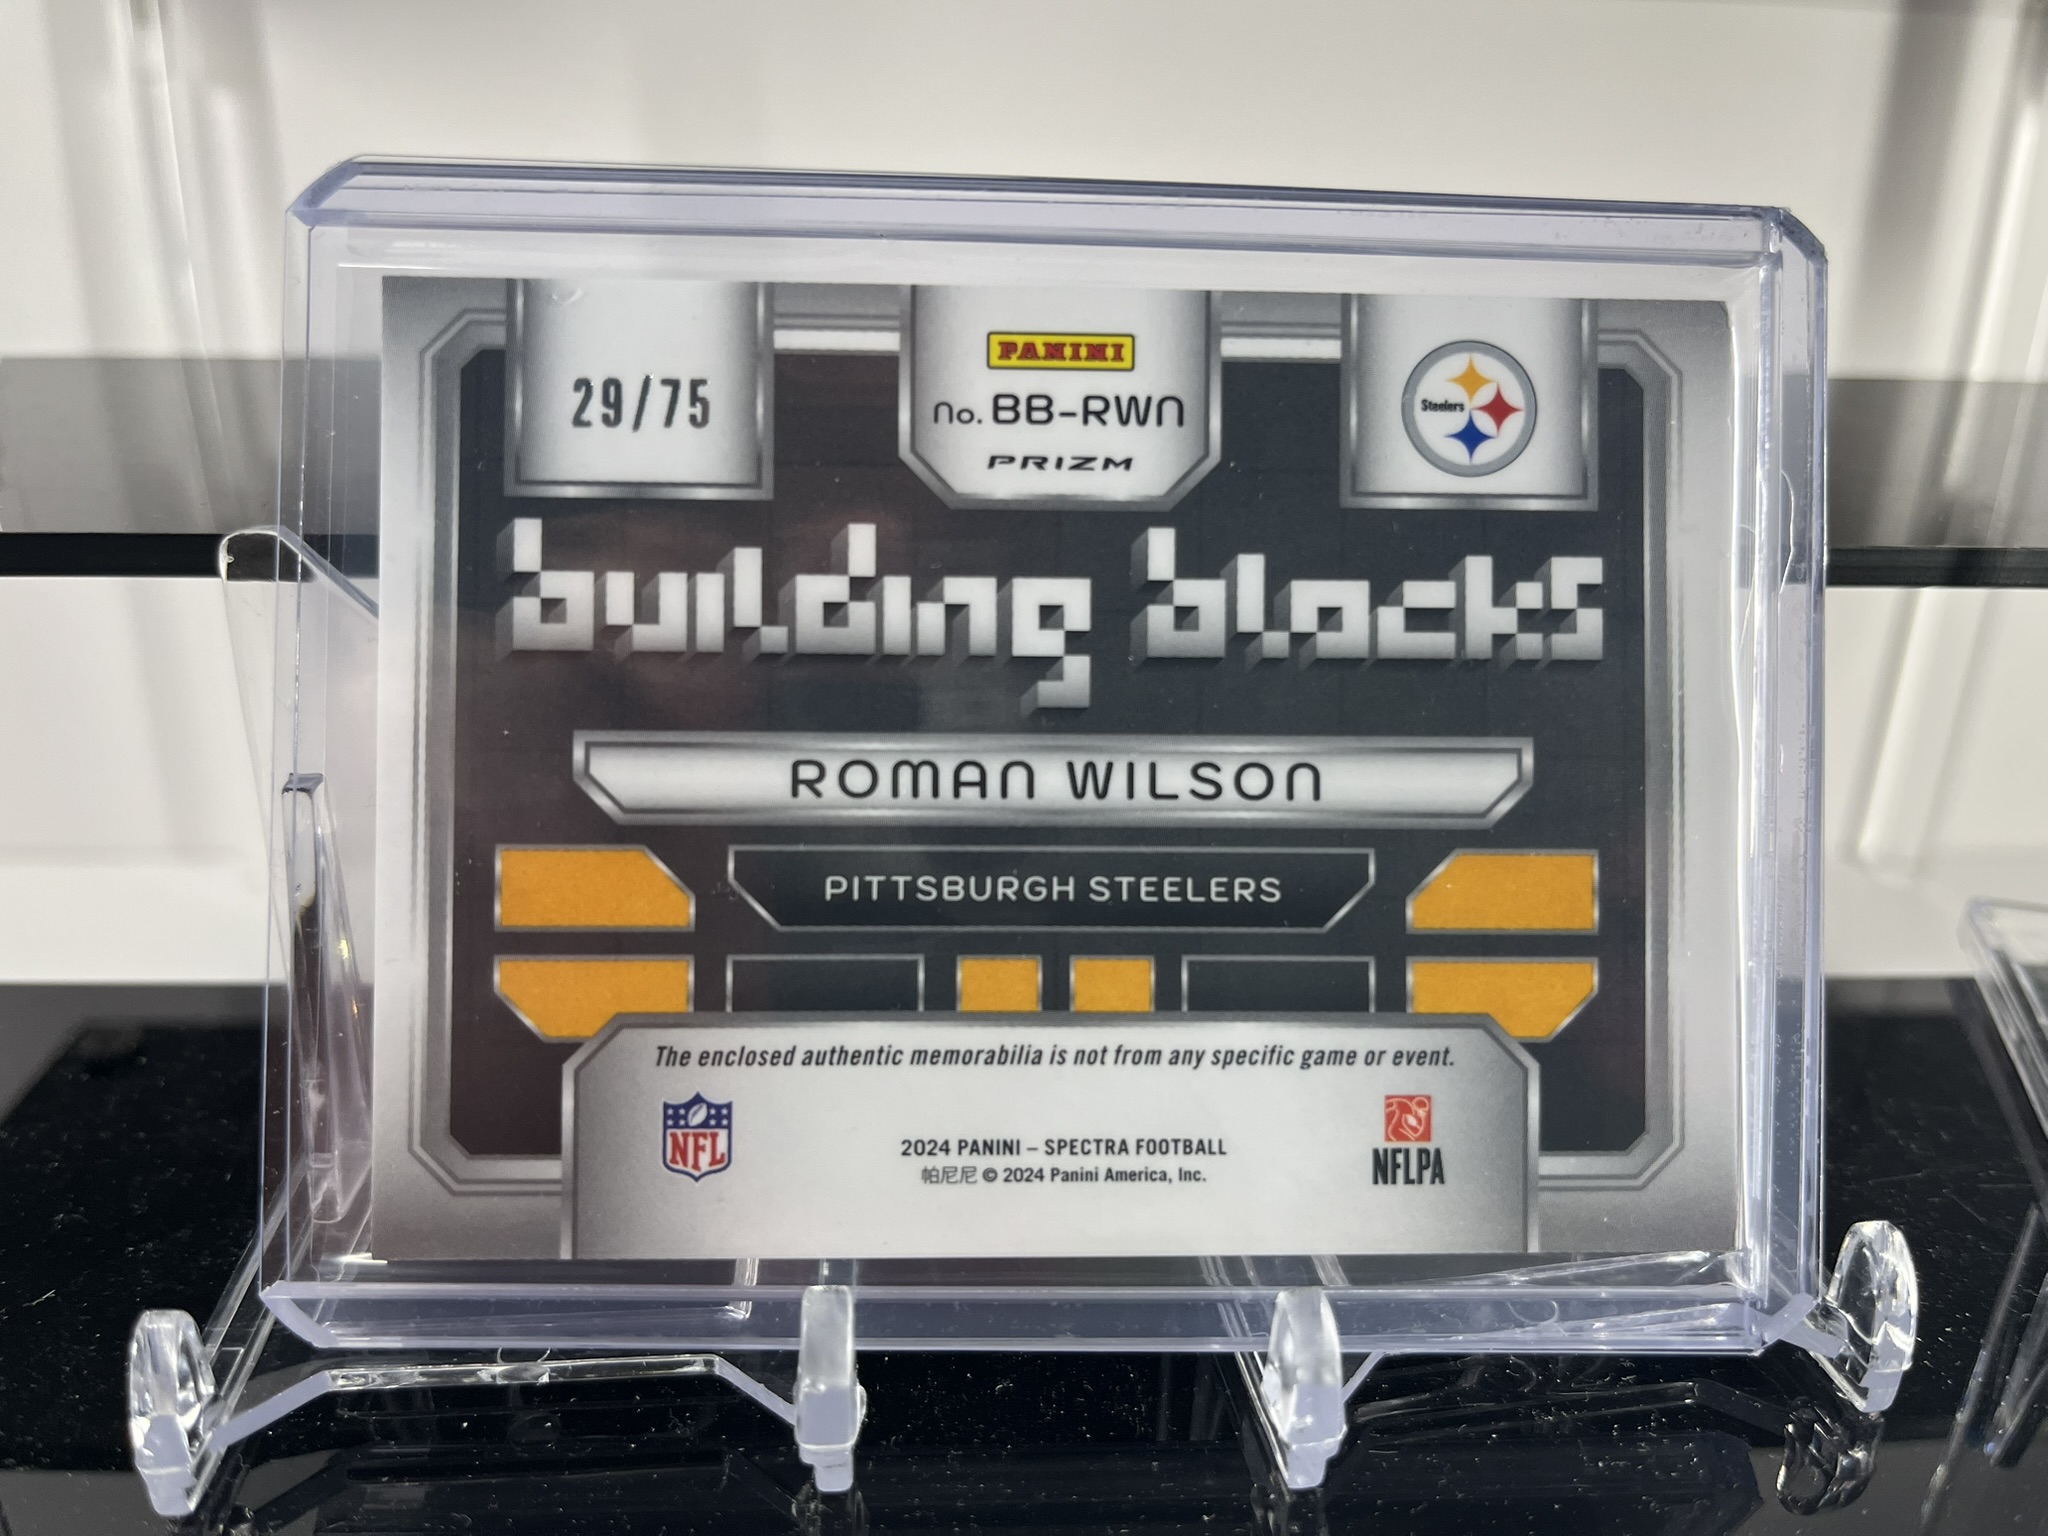 29/75
PANINI
no. BB-RWN
PRIZM
Steelers
building blocks
ROMAN WILSON
PITTSBURGH STEELERS
The enclosed authentic memorabilia is not from any specific game or event.
NFL
2024 PANINI – SPECTRA FOOTBALL
帕尼尼 © 2024 Panini America, Inc.
NFLPA